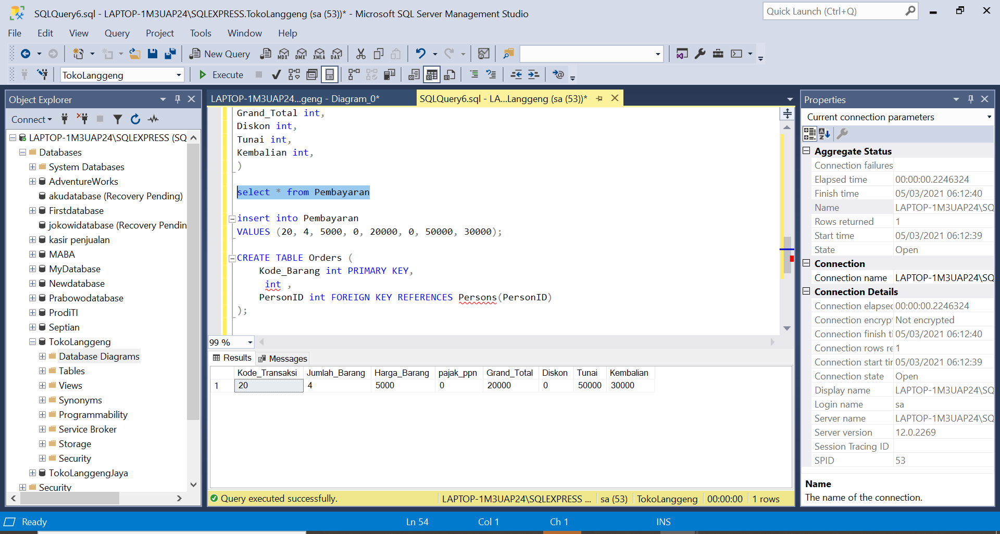 SQLQuery6.sql - LAPTOP-1M3UAP24\SQLEXPRESS.TokoLanggeng (sa (53))* - Microsoft SQL Server Management Studio
Quick Launch (Ctrl+Q)
File Edit View Query Project Tools Window Help
New Query MDX DMX XMLA DAX
TokoLanggeng Execute
Object Explorer
Connect
LAPTOP-1M3UAP24\SQLEXPRESS (SQ
Databases
System Databases
AdventureWorks
akudatabase (Recovery Pending)
Firstdatabase
jokowidatabase (Recovery Pendin
kasir penjualan
MABA
MyDatabase
Newdatabase
Prabowodatabase
ProdiTI
Septian
TokoLanggeng
Database Diagrams
Tables
Views
Synonyms
Programmability
Service Broker
Storage
Security
TokoLanggengJaya
Security
LAPTOP-1M3UAP24...geng - Diagram_0*
SQLQuery6.sql - LA...Langgeng (sa (53))*
Grand_Total int,
Diskon int,
Tunai int,
Kembalian int,
)
select * from Pembayaran
insert into Pembayaran
VALUES (20, 4, 5000, 0, 20000, 0, 50000, 30000);
CREATE TABLE Orders (
Kode_Barang int PRIMARY KEY,
int ,
PersonID int FOREIGN KEY REFERENCES Persons(PersonID)
);
99 %
Results Messages
Kode_Transaksi Jumlah_Barang Harga_Barang pajak_ppn Grand_Total Diskon Tunai Kembalian
1 20 4 5000 0 20000 0 50000 30000
Query executed successfully. LAPTOP-1M3UAP24\SQLEXPRESS ... sa (53) TokoLanggeng 00:00:00 1 rows
Properties
Current connection parameters
Aggregate Status
Connection failures
Elapsed time 00:00:00.2246324
Finish time 05/03/2021 06:12:40
Name LAPTOP-1M3UAP24\SQ
Rows returned 1
Start time 05/03/2021 06:12:39
State Open
Connection
Connection name LAPTOP-1M3UAP24\SQ
Connection Details
Connection elapsec 00:00:00.2246324
Connection encryp Not encrypted
Connection finish ti 05/03/2021 06:12:40
Connection rows re 1
Connection start tir 05/03/2021 06:12:39
Connection state Open
Display name LAPTOP-1M3UAP24\SQ
Login name sa
Server name LAPTOP-1M3UAP24\SQ
Server version 12.0.2269
Session Tracing ID
SPID 53
Name
The name of the connection.
Ready Ln 54 Col 1 Ch 1 INS